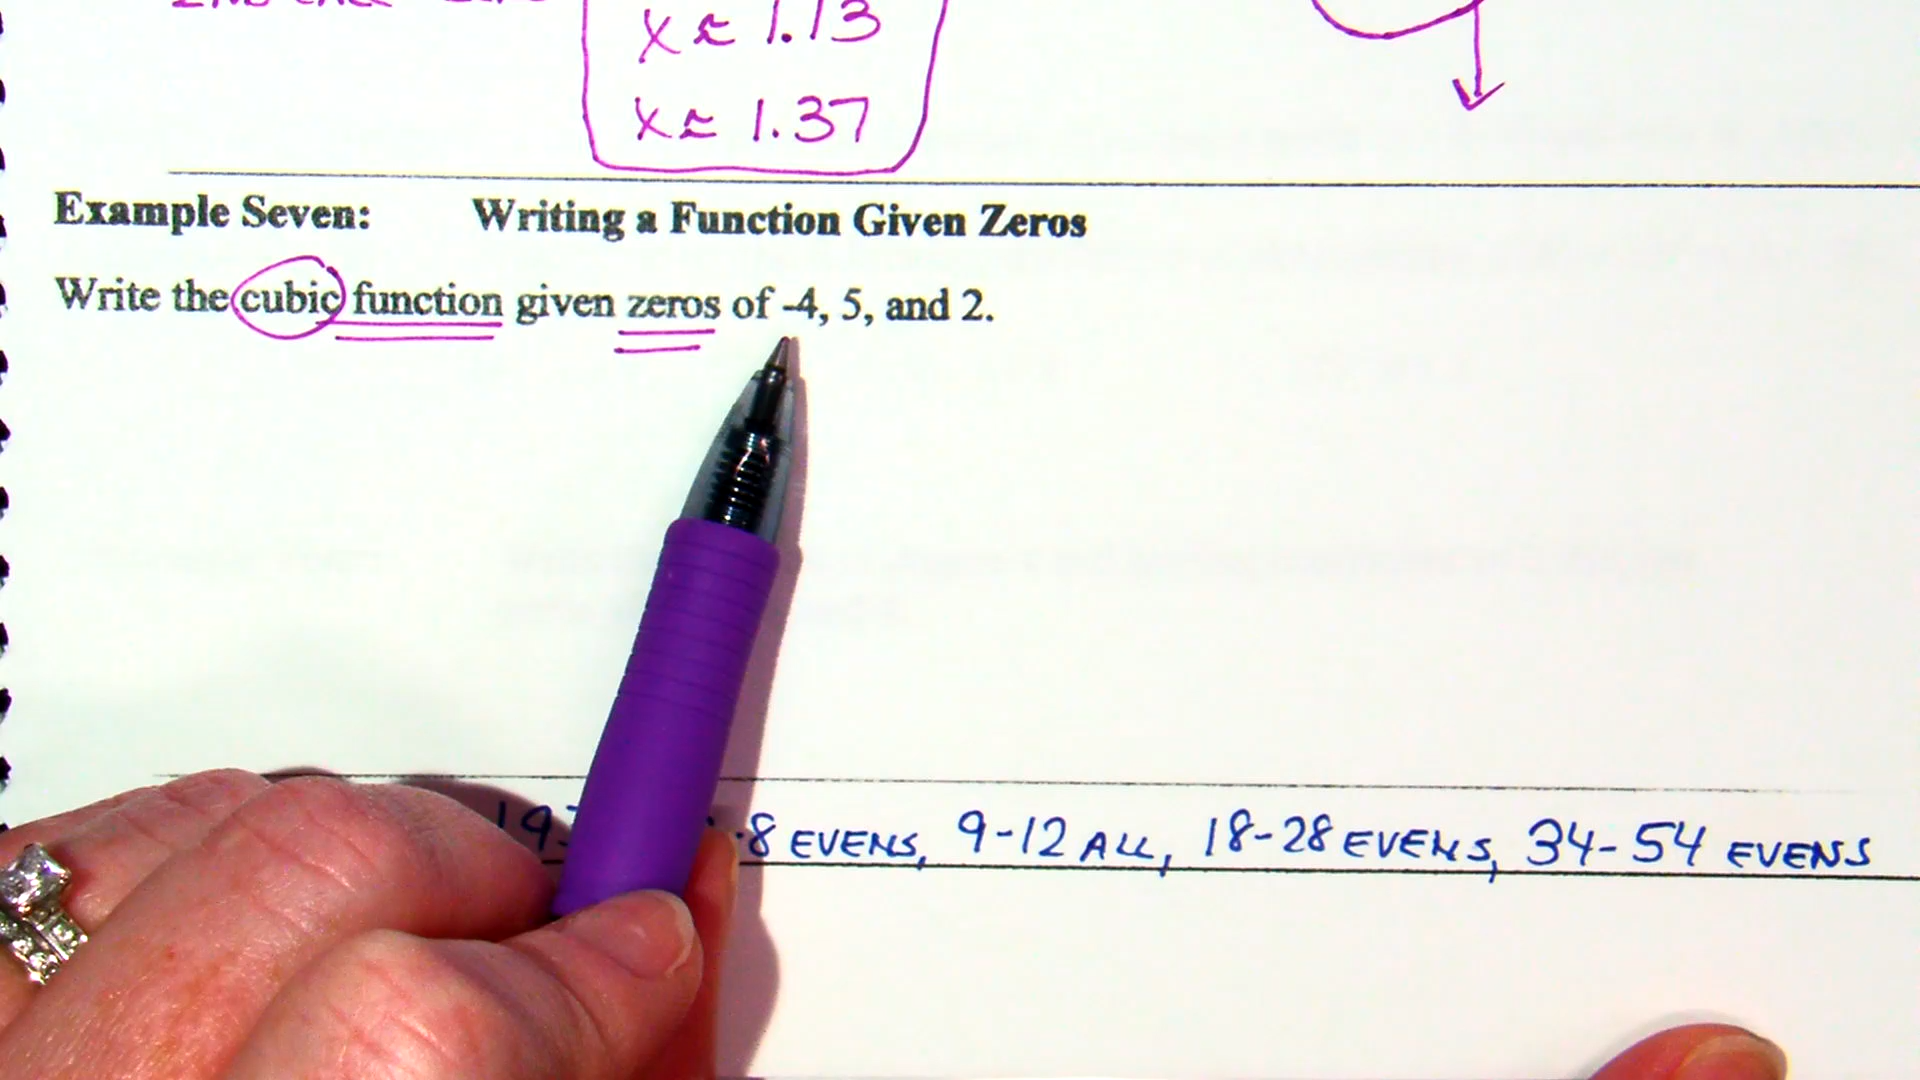 x ≈ 1.13
x ≈ 1.37
Example Seven: Writing a Function Given Zeros
Write the cubic function given zeros of -4, 5, and 2.
8 EVENS, 9-12 ALL, 18-28 EVENS, 34-54 EVENS